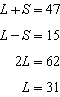 L + S = 47
L − S = 15
2L = 62
L = 31